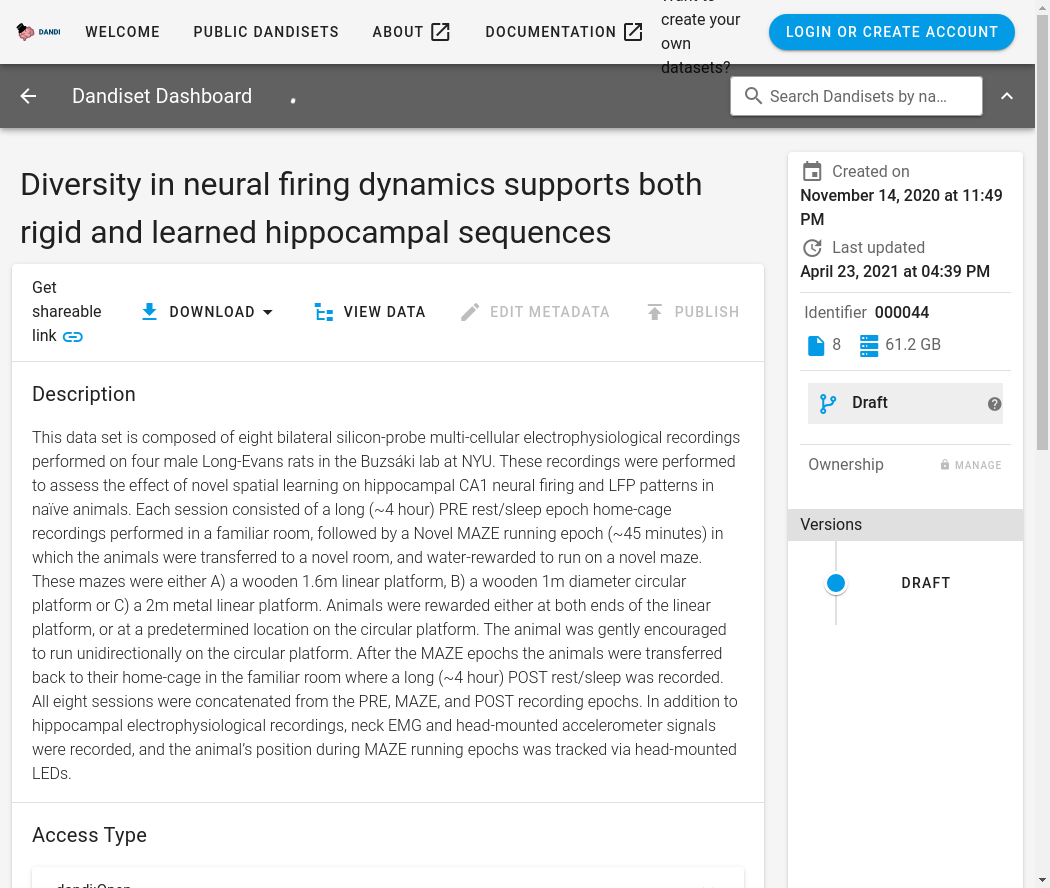 DANDI
WELCOME
PUBLIC DANDISETS
ABOUT
DOCUMENTATION
create your
own
datasets?
LOGIN OR CREATE ACCOUNT
Dandiset Dashboard
Search Dandisets by na…
Diversity in neural firing dynamics supports both
rigid and learned hippocampal sequences
Get
shareable
link
DOWNLOAD
VIEW DATA
EDIT METADATA
PUBLISH
Description
This data set is composed of eight bilateral silicon-probe multi-cellular electrophysiological recordings
performed on four male Long-Evans rats in the Buzsáki lab at NYU. These recordings were performed
to assess the effect of novel spatial learning on hippocampal CA1 neural firing and LFP patterns in
naïve animals. Each session consisted of a long (~4 hour) PRE rest/sleep epoch home-cage
recordings performed in a familiar room, followed by a Novel MAZE running epoch (~45 minutes) in
which the animals were transferred to a novel room, and water-rewarded to run on a novel maze.
These mazes were either A) a wooden 1.6m linear platform, B) a wooden 1m diameter circular
platform or C) a 2m metal linear platform. Animals were rewarded either at both ends of the linear
platform, or at a predetermined location on the circular platform. The animal was gently encouraged
to run unidirectionally on the circular platform. After the MAZE epochs the animals were transferred
back to their home-cage in the familiar room where a long (~4 hour) POST rest/sleep was recorded.
All eight sessions were concatenated from the PRE, MAZE, and POST recording epochs. In addition to
hippocampal electrophysiological recordings, neck EMG and head-mounted accelerometer signals
were recorded, and the animal’s position during MAZE running epochs was tracked via head-mounted
LEDs.
Access Type
Created on
November 14, 2020 at 11:49
PM
Last updated
April 23, 2021 at 04:39 PM
Identifier 000044
8
61.2 GB
Draft
Ownership
MANAGE
Versions
DRAFT